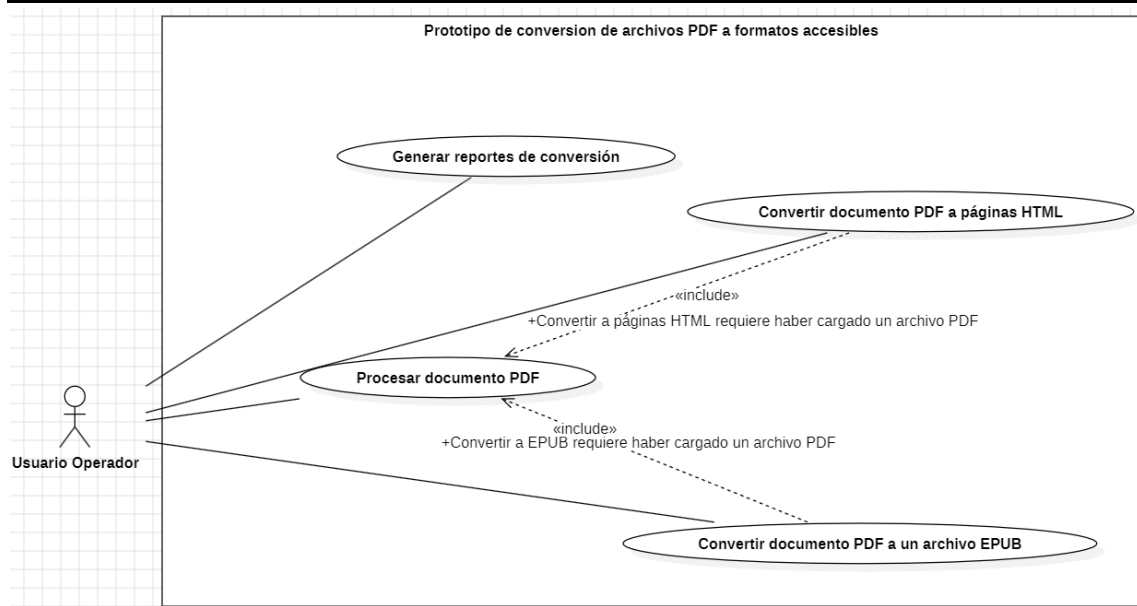 Prototipo de conversion de archivos PDF a formatos accesibles
Generar reportes de conversión
Convertir documento PDF a páginas HTML
«include»
+Convertir a páginas HTML requiere haber cargado un archivo PDF
Procesar documento PDF
«include»
+Convertir a EPUB requiere haber cargado un archivo PDF
Usuario Operador
Convertir documento PDF a un archivo EPUB